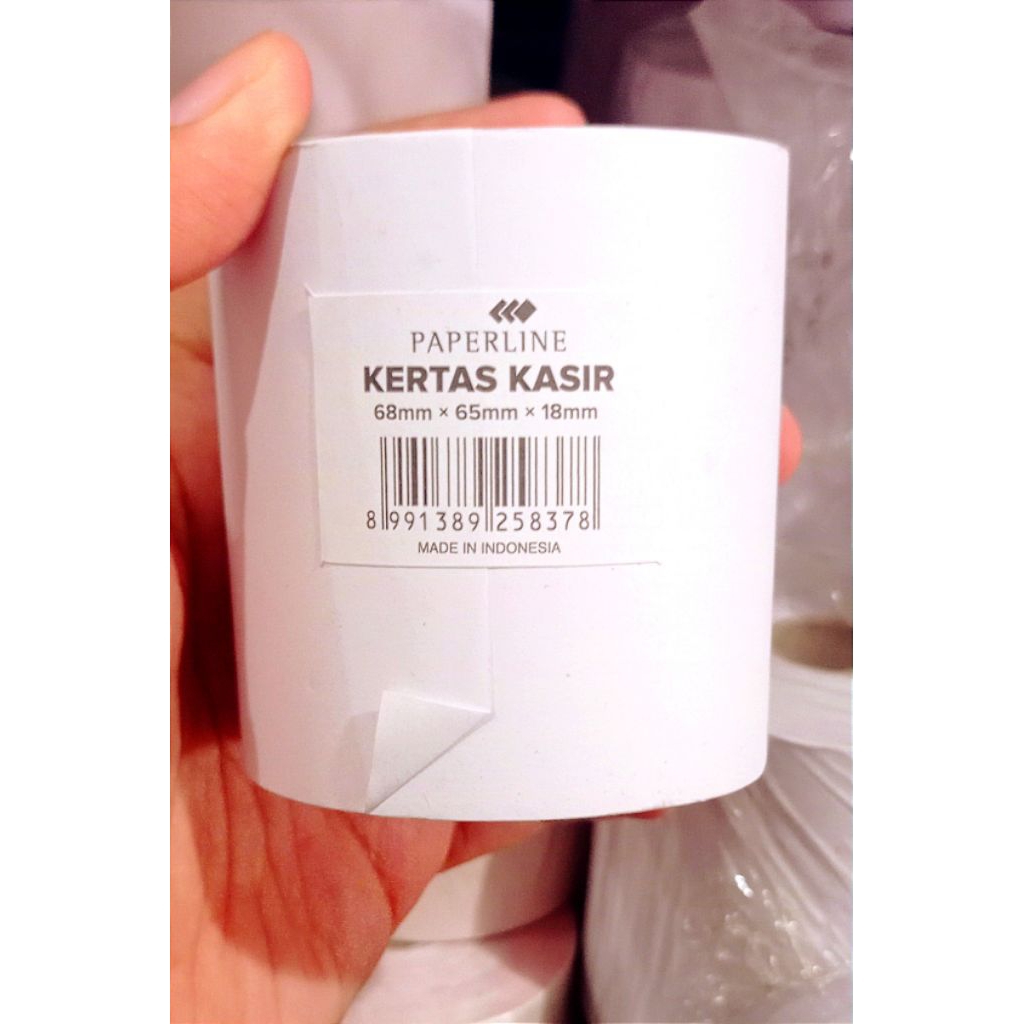 PAPERLINE
KERTAS KASIR
68mm × 65mm × 18mm
8 991389 258378
MADE IN INDONESIA